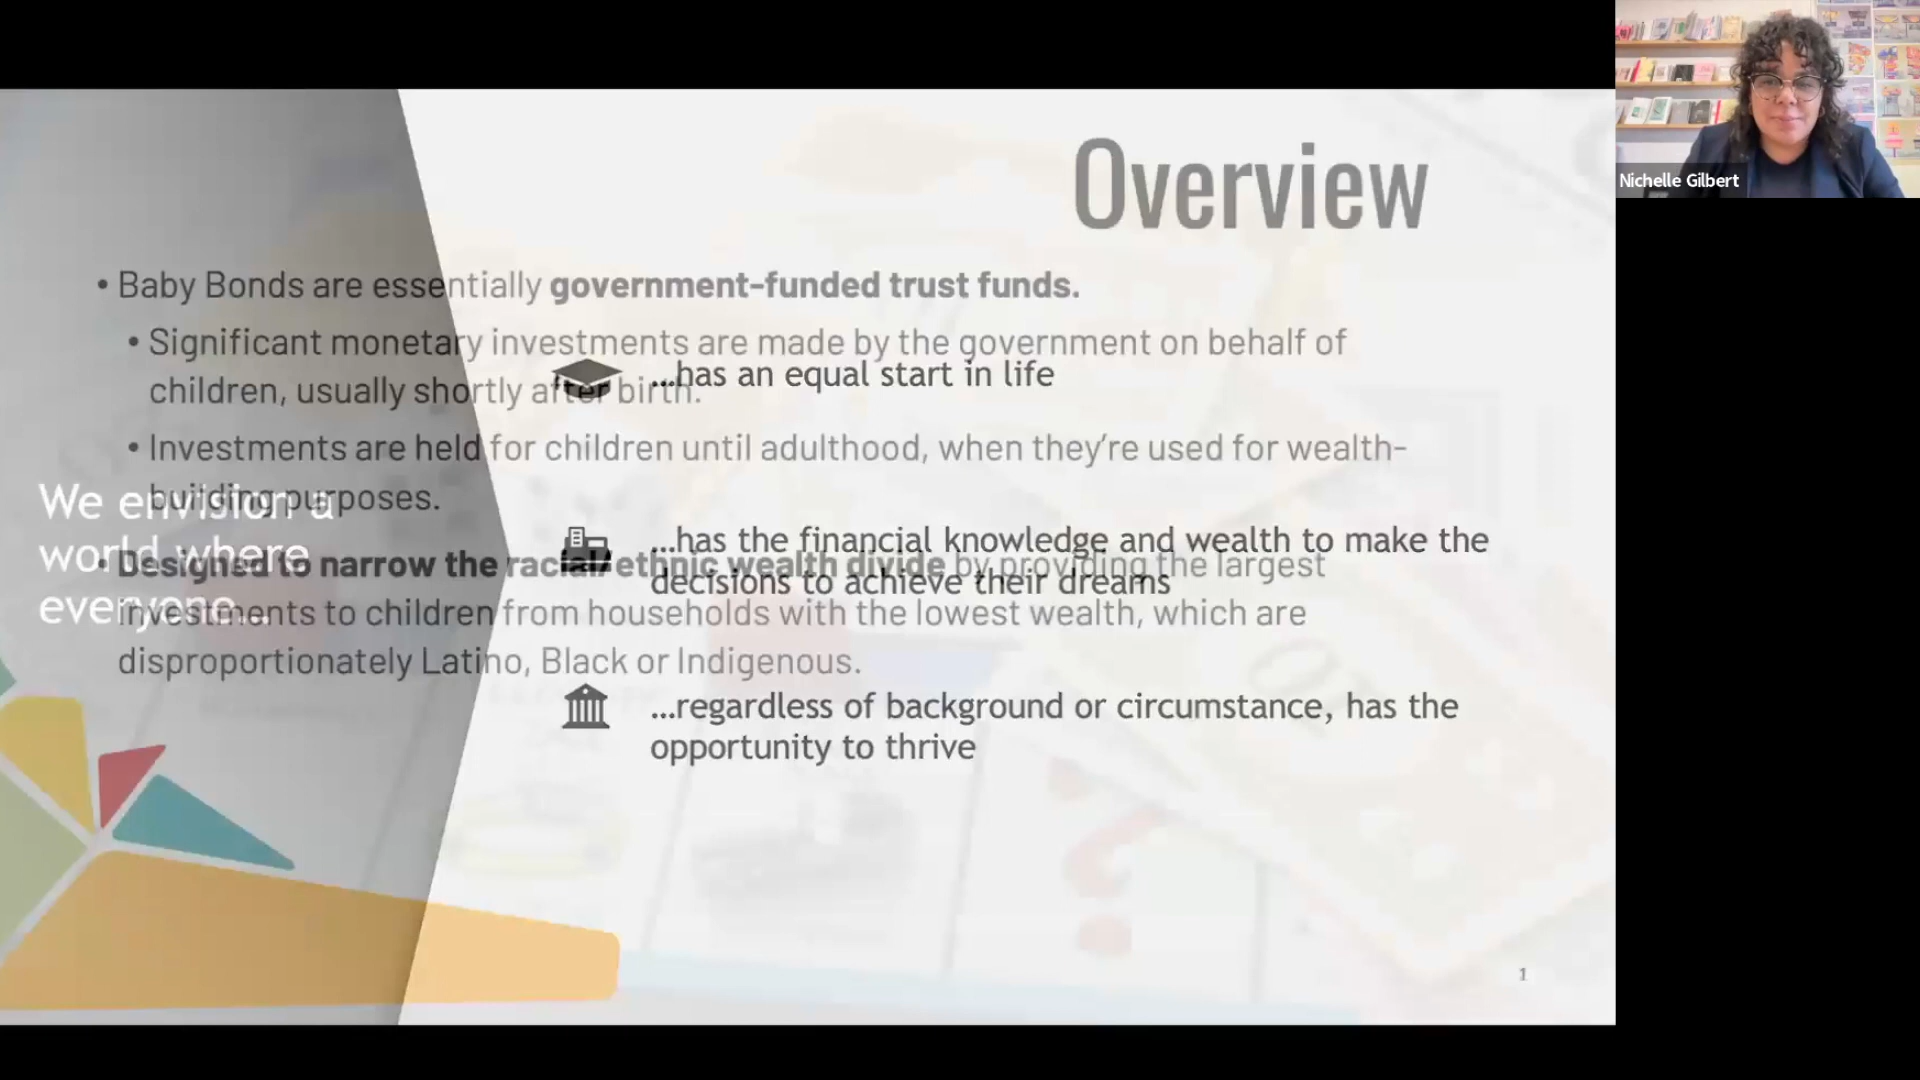 Overview
• Baby Bonds are essentially government-funded trust funds.
• Significant monetary investments are made by the government on behalf of
children, usually shortly after birth.
• Investments are held for children until adulthood, when they're used for wealth-
building purposes.
• Designed to narrow the racial/ethnic wealth divide by providing the largest
investments to children from households with the lowest wealth, which are
disproportionately Latino, Black or Indigenous.
We envision a
world where
everyone...
...has an equal start in life
...has the financial knowledge and wealth to make the
decisions to achieve their dreams
...regardless of background or circumstance, has the
opportunity to thrive
1
Nichelle Gilbert